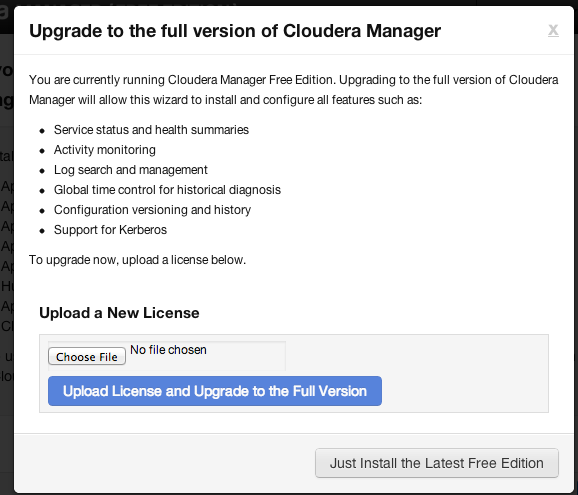 Upgrade to the full version of Cloudera Manager
x
You are currently running Cloudera Manager Free Edition. Upgrading to the full version of Cloudera
Manager will allow this wizard to install and configure all features such as:
• Service status and health summaries
• Activity monitoring
• Log search and management
• Global time control for historical diagnosis
• Configuration versioning and history
• Support for Kerberos
To upgrade now, upload a license below.
Upload a New License
Choose File No file chosen
Upload License and Upgrade to the Full Version
Just Install the Latest Free Edition